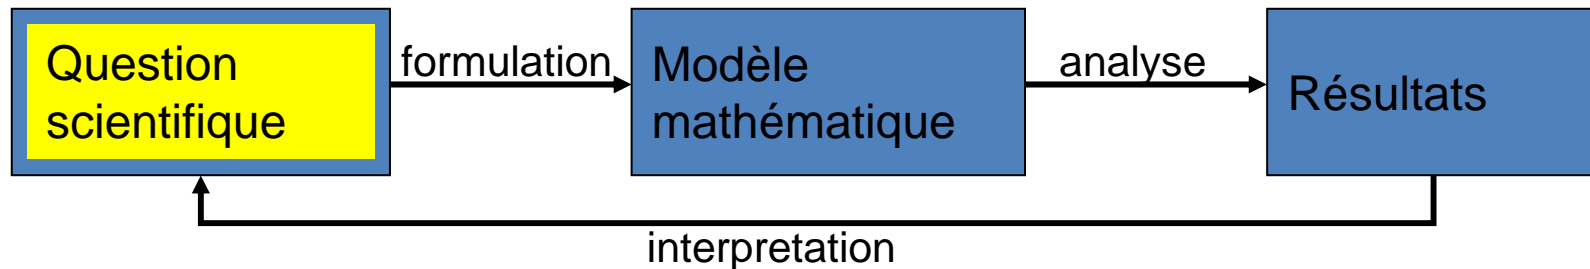 Question
scientifique
formulation
Modèle
mathématique
analyse
Résultats
interpretation